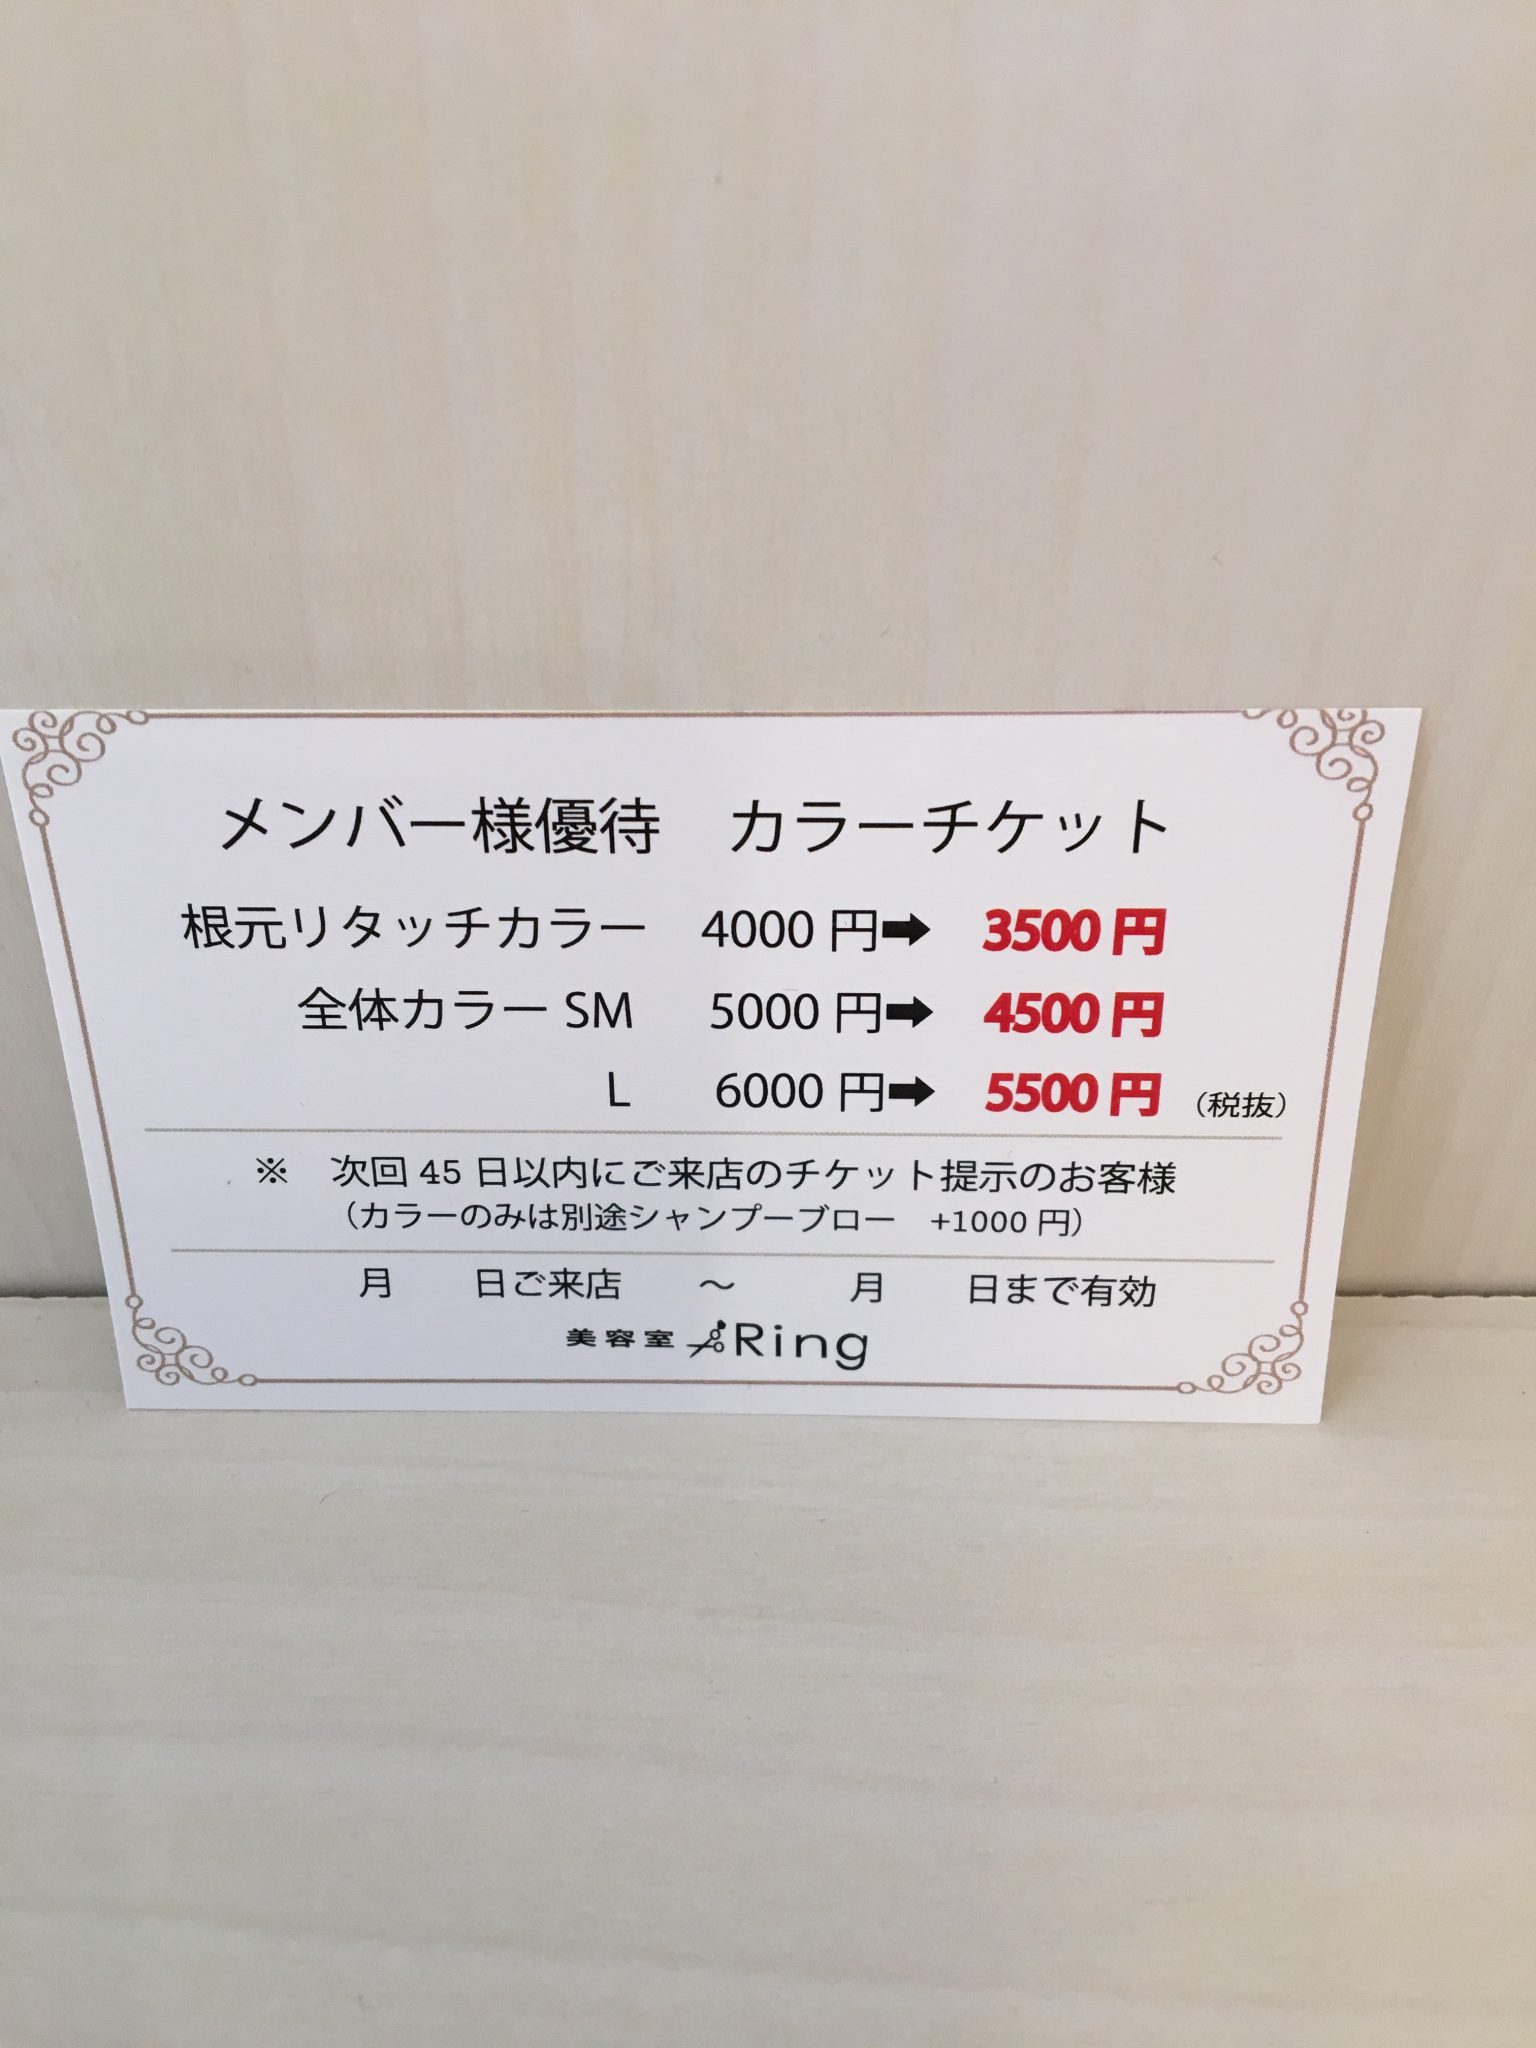 メンバー様優待　カラーチケット
根元リタッチカラー　4000 円➡　3500 円
全体カラー SM　5000 円➡　4500 円
L　6000 円➡　5500 円　（税抜）
※　次回 45 日以内にご来店のチケット提示のお客様
（カラーのみは別途シャンプーブロー　+1000 円）
月　日ご来店　～　月　日まで有効
美容室 Ring